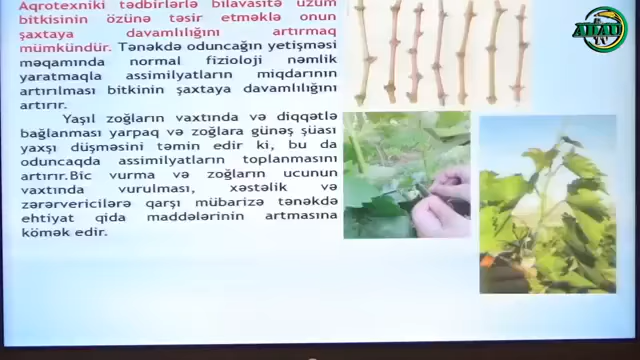 Aqrotexniki tədbirlərlə bilavasitə üzüm
bitkisinin özünə təsir etməklə onun
şaxtaya davamlılığını artırmaq
mümkündür. Tənəkdə oduncağın yetişməsi
məqamında normal fizioloji nəmlik
yaratmaqla assimilyatların miqdarının
artırılması bitkinin şaxtaya davamlılığını
artırır.
Yaşıl zoğların vaxtında və diqqətlə
bağlanması yarpaq və zoğlara günəş şüası
yaxşı düşməsini təmin edir ki, bu da
oduncaqda assimilyatların toplanmasını
artırır.Bic vurma və zoğların ucunun
vaxtında vurulması, xəstəlik və
zərərvericilərə qarşı mübarizə tənəkdə
ehtiyat qida maddələrinin artmasına
kömək edir.
ADAU
TV